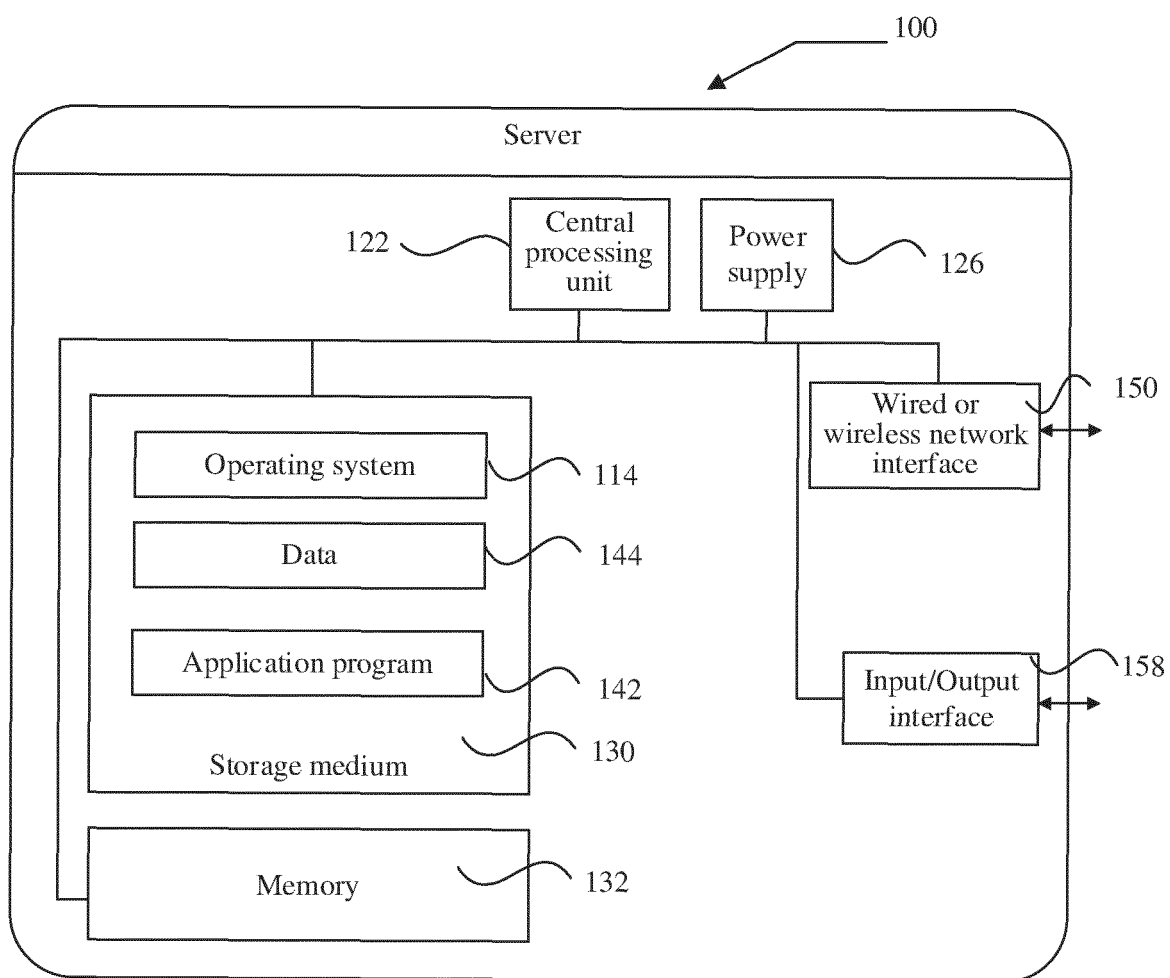 100
Server
122
Central
processing
unit
Power
supply
126
Wired or
wireless network
interface
150
Operating system
114
Data
144
Application program
142
Input/Output
interface
158
Storage medium
130
Memory
132